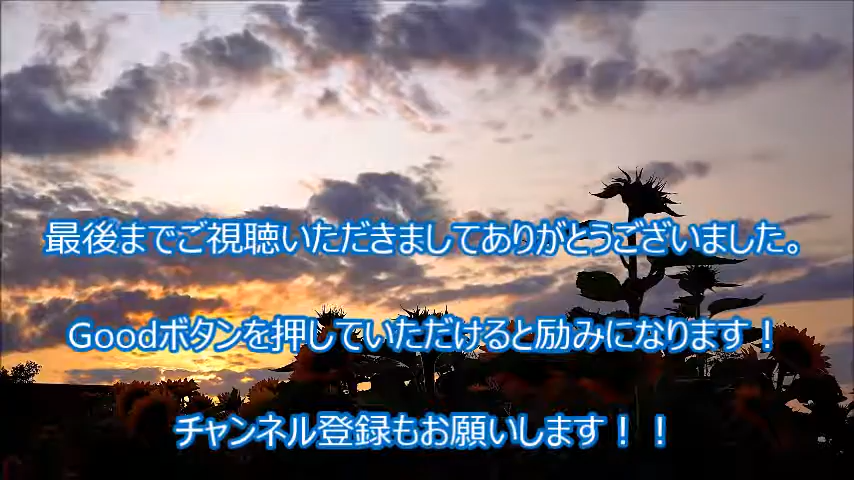 最後までご視聴いただきましてありがとうございました。
Goodボタンを押していただけると励みになります！
チャンネル登録もお願いします！！